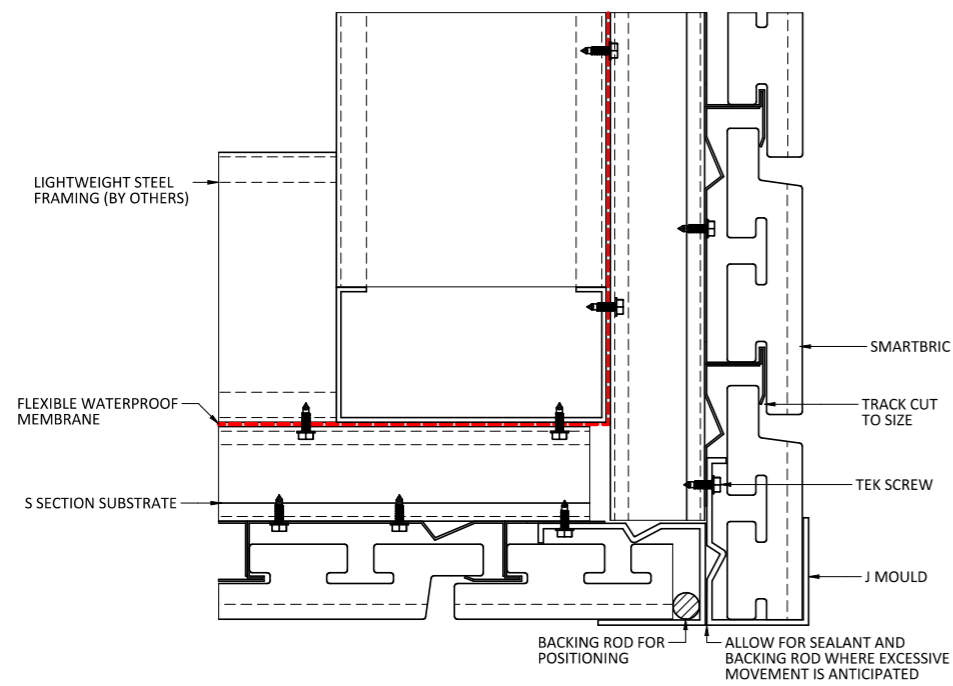 LIGHTWEIGHT STEEL
FRAMING (BY OTHERS)
FLEXIBLE WATERPROOF
MEMBRANE
S SECTION SUBSTRATE
SMARTBRIC
TRACK CUT
TO SIZE
TEK SCREW
J MOULD
BACKING ROD FOR
POSITIONING
ALLOW FOR SEALANT AND
BACKING ROD WHERE EXCESSIVE
MOVEMENT IS ANTICIPATED